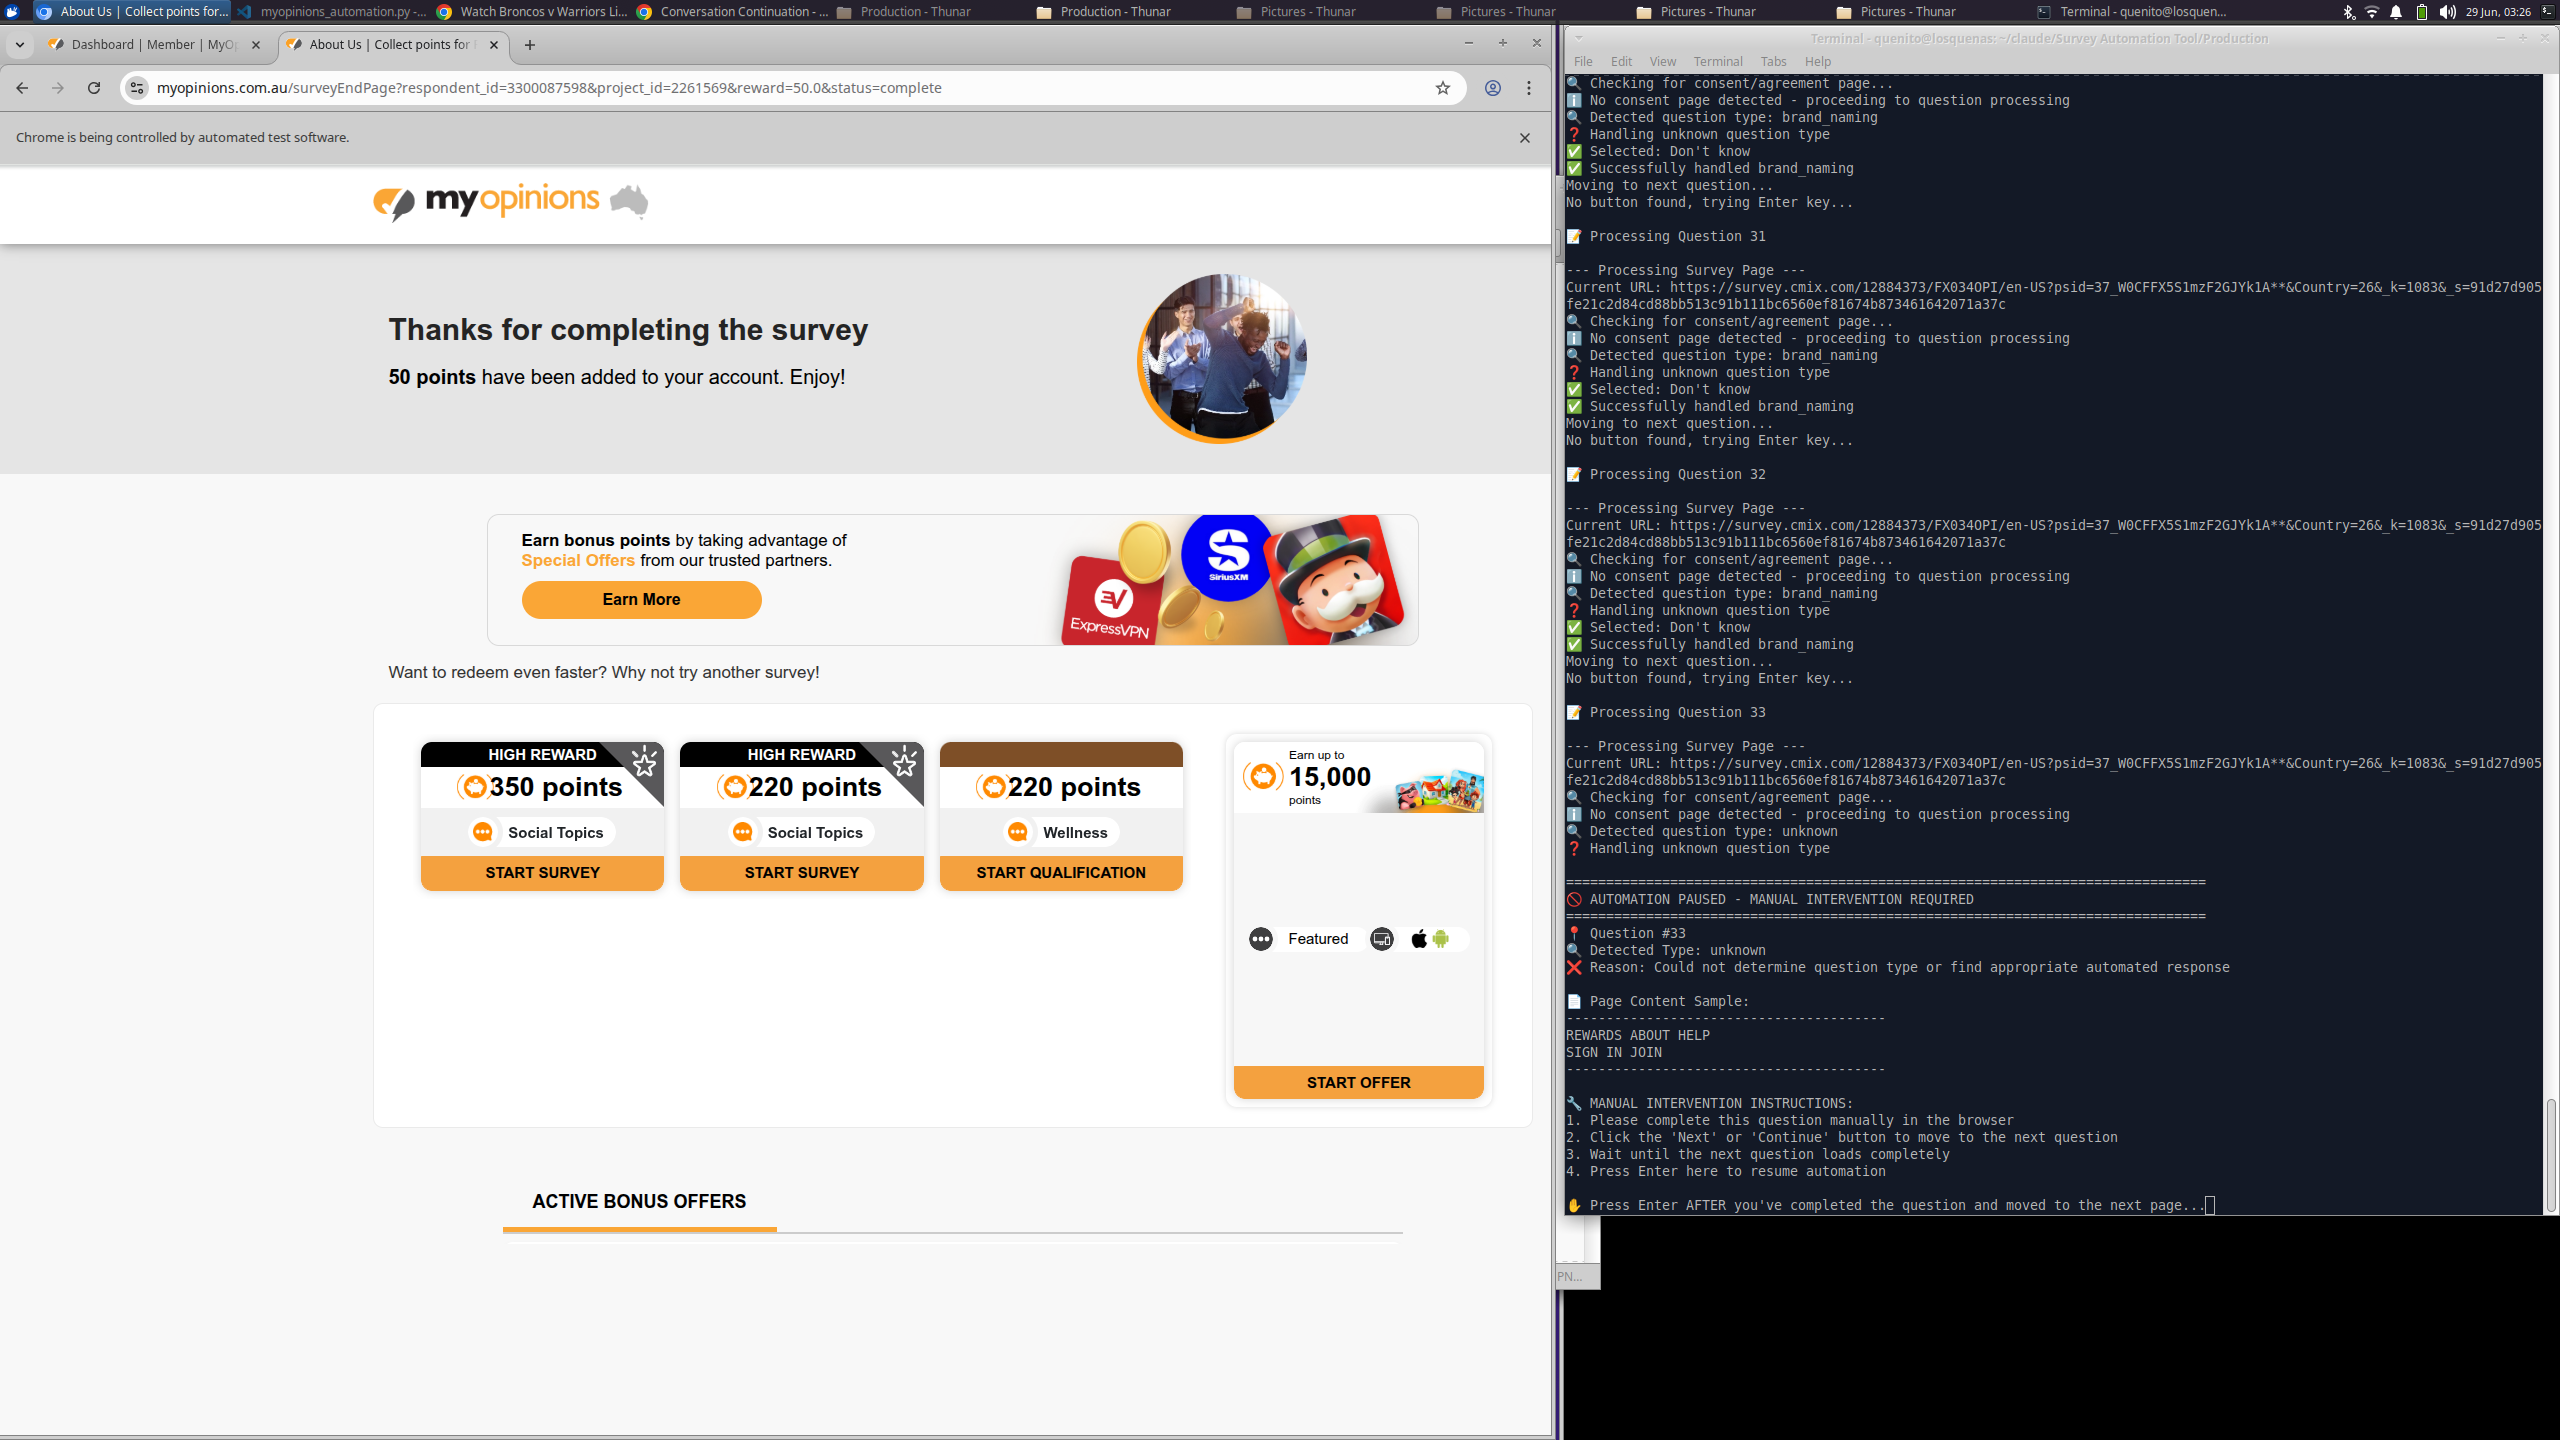 About Us | Collect points for...
myopinions_automation.py -...
Watch Broncos v Warriors Li...
Conversation Continuation - ...
Production - Thunar
Production - Thunar
Pictures - Thunar
Pictures - Thunar
Pictures - Thunar
Pictures - Thunar
Terminal - quenito@losquen...
29 Jun, 03:26
Dashboard | Member | MyO
About Us | Collect points for
myopinions.com.au/surveyEndPage?respondent_id=3300087598&project_id=2261569&reward=50.0&status=complete
Chrome is being controlled by automated test software.
myopinions
Thanks for completing the survey
50 points have been added to your account. Enjoy!
Earn bonus points by taking advantage of
Special Offers from our trusted partners.
Earn More
ExpressVPN
SiriusXM
Want to redeem even faster? Why not try another survey!
HIGH REWARD
350 points
Social Topics
START SURVEY
HIGH REWARD
220 points
Social Topics
START SURVEY
220 points
Wellness
START QUALIFICATION
Earn up to
15,000
points
Featured
START OFFER
ACTIVE BONUS OFFERS
Terminal - quenito@losquenas: ~/claude/Survey Automation Tool/Production
File Edit View Terminal Tabs Help
🔍 Checking for consent/agreement page...
ℹ️ No consent page detected - proceeding to question processing
🔍 Detected question type: brand_naming
❓ Handling unknown question type
✅ Selected: Don't know
✅ Successfully handled brand_naming
Moving to next question...
No button found, trying Enter key...
📝 Processing Question 31
--- Processing Survey Page ---
Current URL: https://survey.cmix.com/12884373/FX034OPI/en-US?psid=37_W0CFFX5S1mzF2GJYk1A**&Country=26&_k=1083&_s=91d27d905
fe21c2d84cd88bb513c91b111bc6560ef81674b873461642071a37c
🔍 Checking for consent/agreement page...
ℹ️ No consent page detected - proceeding to question processing
🔍 Detected question type: brand_naming
❓ Handling unknown question type
✅ Selected: Don't know
✅ Successfully handled brand_naming
Moving to next question...
No button found, trying Enter key...
📝 Processing Question 32
--- Processing Survey Page ---
Current URL: https://survey.cmix.com/12884373/FX034OPI/en-US?psid=37_W0CFFX5S1mzF2GJYk1A**&Country=26&_k=1083&_s=91d27d905
fe21c2d84cd88bb513c91b111bc6560ef81674b873461642071a37c
🔍 Checking for consent/agreement page...
ℹ️ No consent page detected - proceeding to question processing
🔍 Detected question type: brand_naming
❓ Handling unknown question type
✅ Selected: Don't know
✅ Successfully handled brand_naming
Moving to next question...
No button found, trying Enter key...
📝 Processing Question 33
--- Processing Survey Page ---
Current URL: https://survey.cmix.com/12884373/FX034OPI/en-US?psid=37_W0CFFX5S1mzF2GJYk1A**&Country=26&_k=1083&_s=91d27d905
fe21c2d84cd88bb513c91b111bc6560ef81674b873461642071a37c
🔍 Checking for consent/agreement page...
ℹ️ No consent page detected - proceeding to question processing
🔍 Detected question type: unknown
❓ Handling unknown question type
================================================================================
🚫 AUTOMATION PAUSED - MANUAL INTERVENTION REQUIRED
================================================================================
📍 Question #33
🔍 Detected Type: unknown
❌ Reason: Could not determine question type or find appropriate automated response
📄 Page Content Sample:
----------------------------------------
REWARDS ABOUT HELP
SIGN IN JOIN
----------------------------------------
🔧 MANUAL INTERVENTION INSTRUCTIONS:
1. Please complete this question manually in the browser
2. Click the 'Next' or 'Continue' button to move to the next question
3. Wait until the next question loads completely
4. Press Enter here to resume automation
✋ Press Enter AFTER you've completed the question and moved to the next page...
PN...